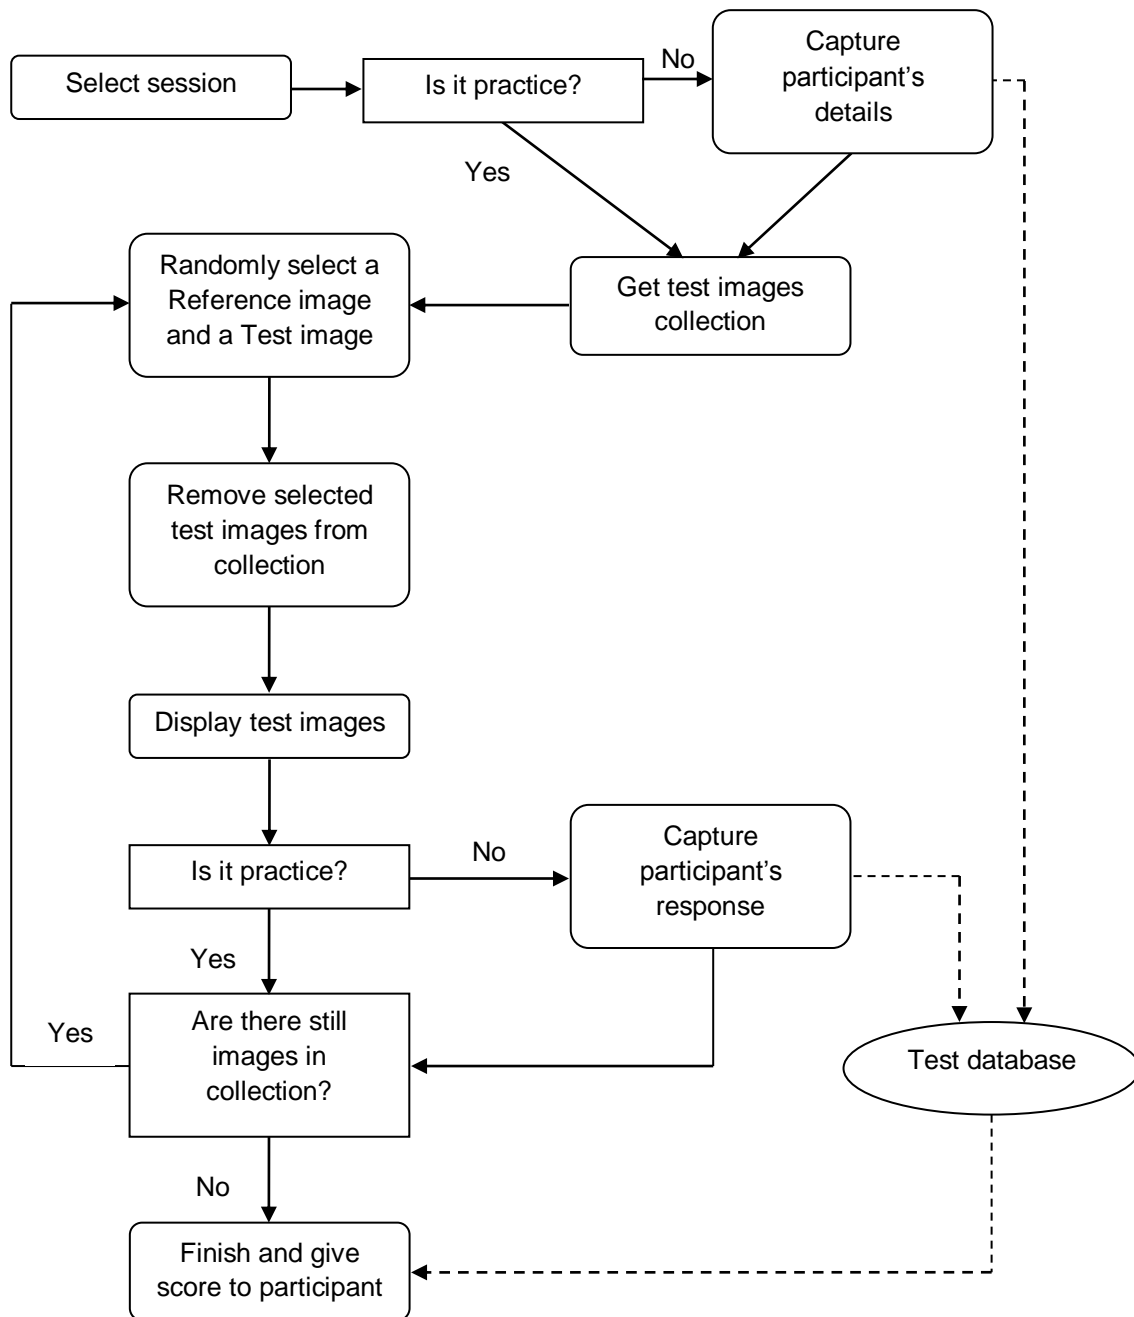 Select session
Is it practice?
No
Capture
participant’s
details
Yes
Randomly select a
Reference image
and a Test image
Get test images
collection
Remove selected
test images from
collection
Display test images
Is it practice?
No
Capture
participant’s
response
Yes
Yes
Are there still
images in
collection?
Test database
No
Finish and give
score to participant